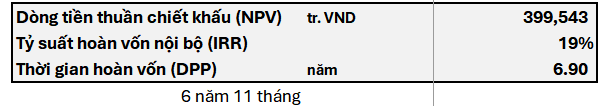 Dòng tiền thuần chiết khấu (NPV) tr. VND 399,543
Tỷ suất hoàn vốn nội bộ (IRR) 19%
Thời gian hoàn vốn (DPP) năm 6.90
6 năm 11 tháng